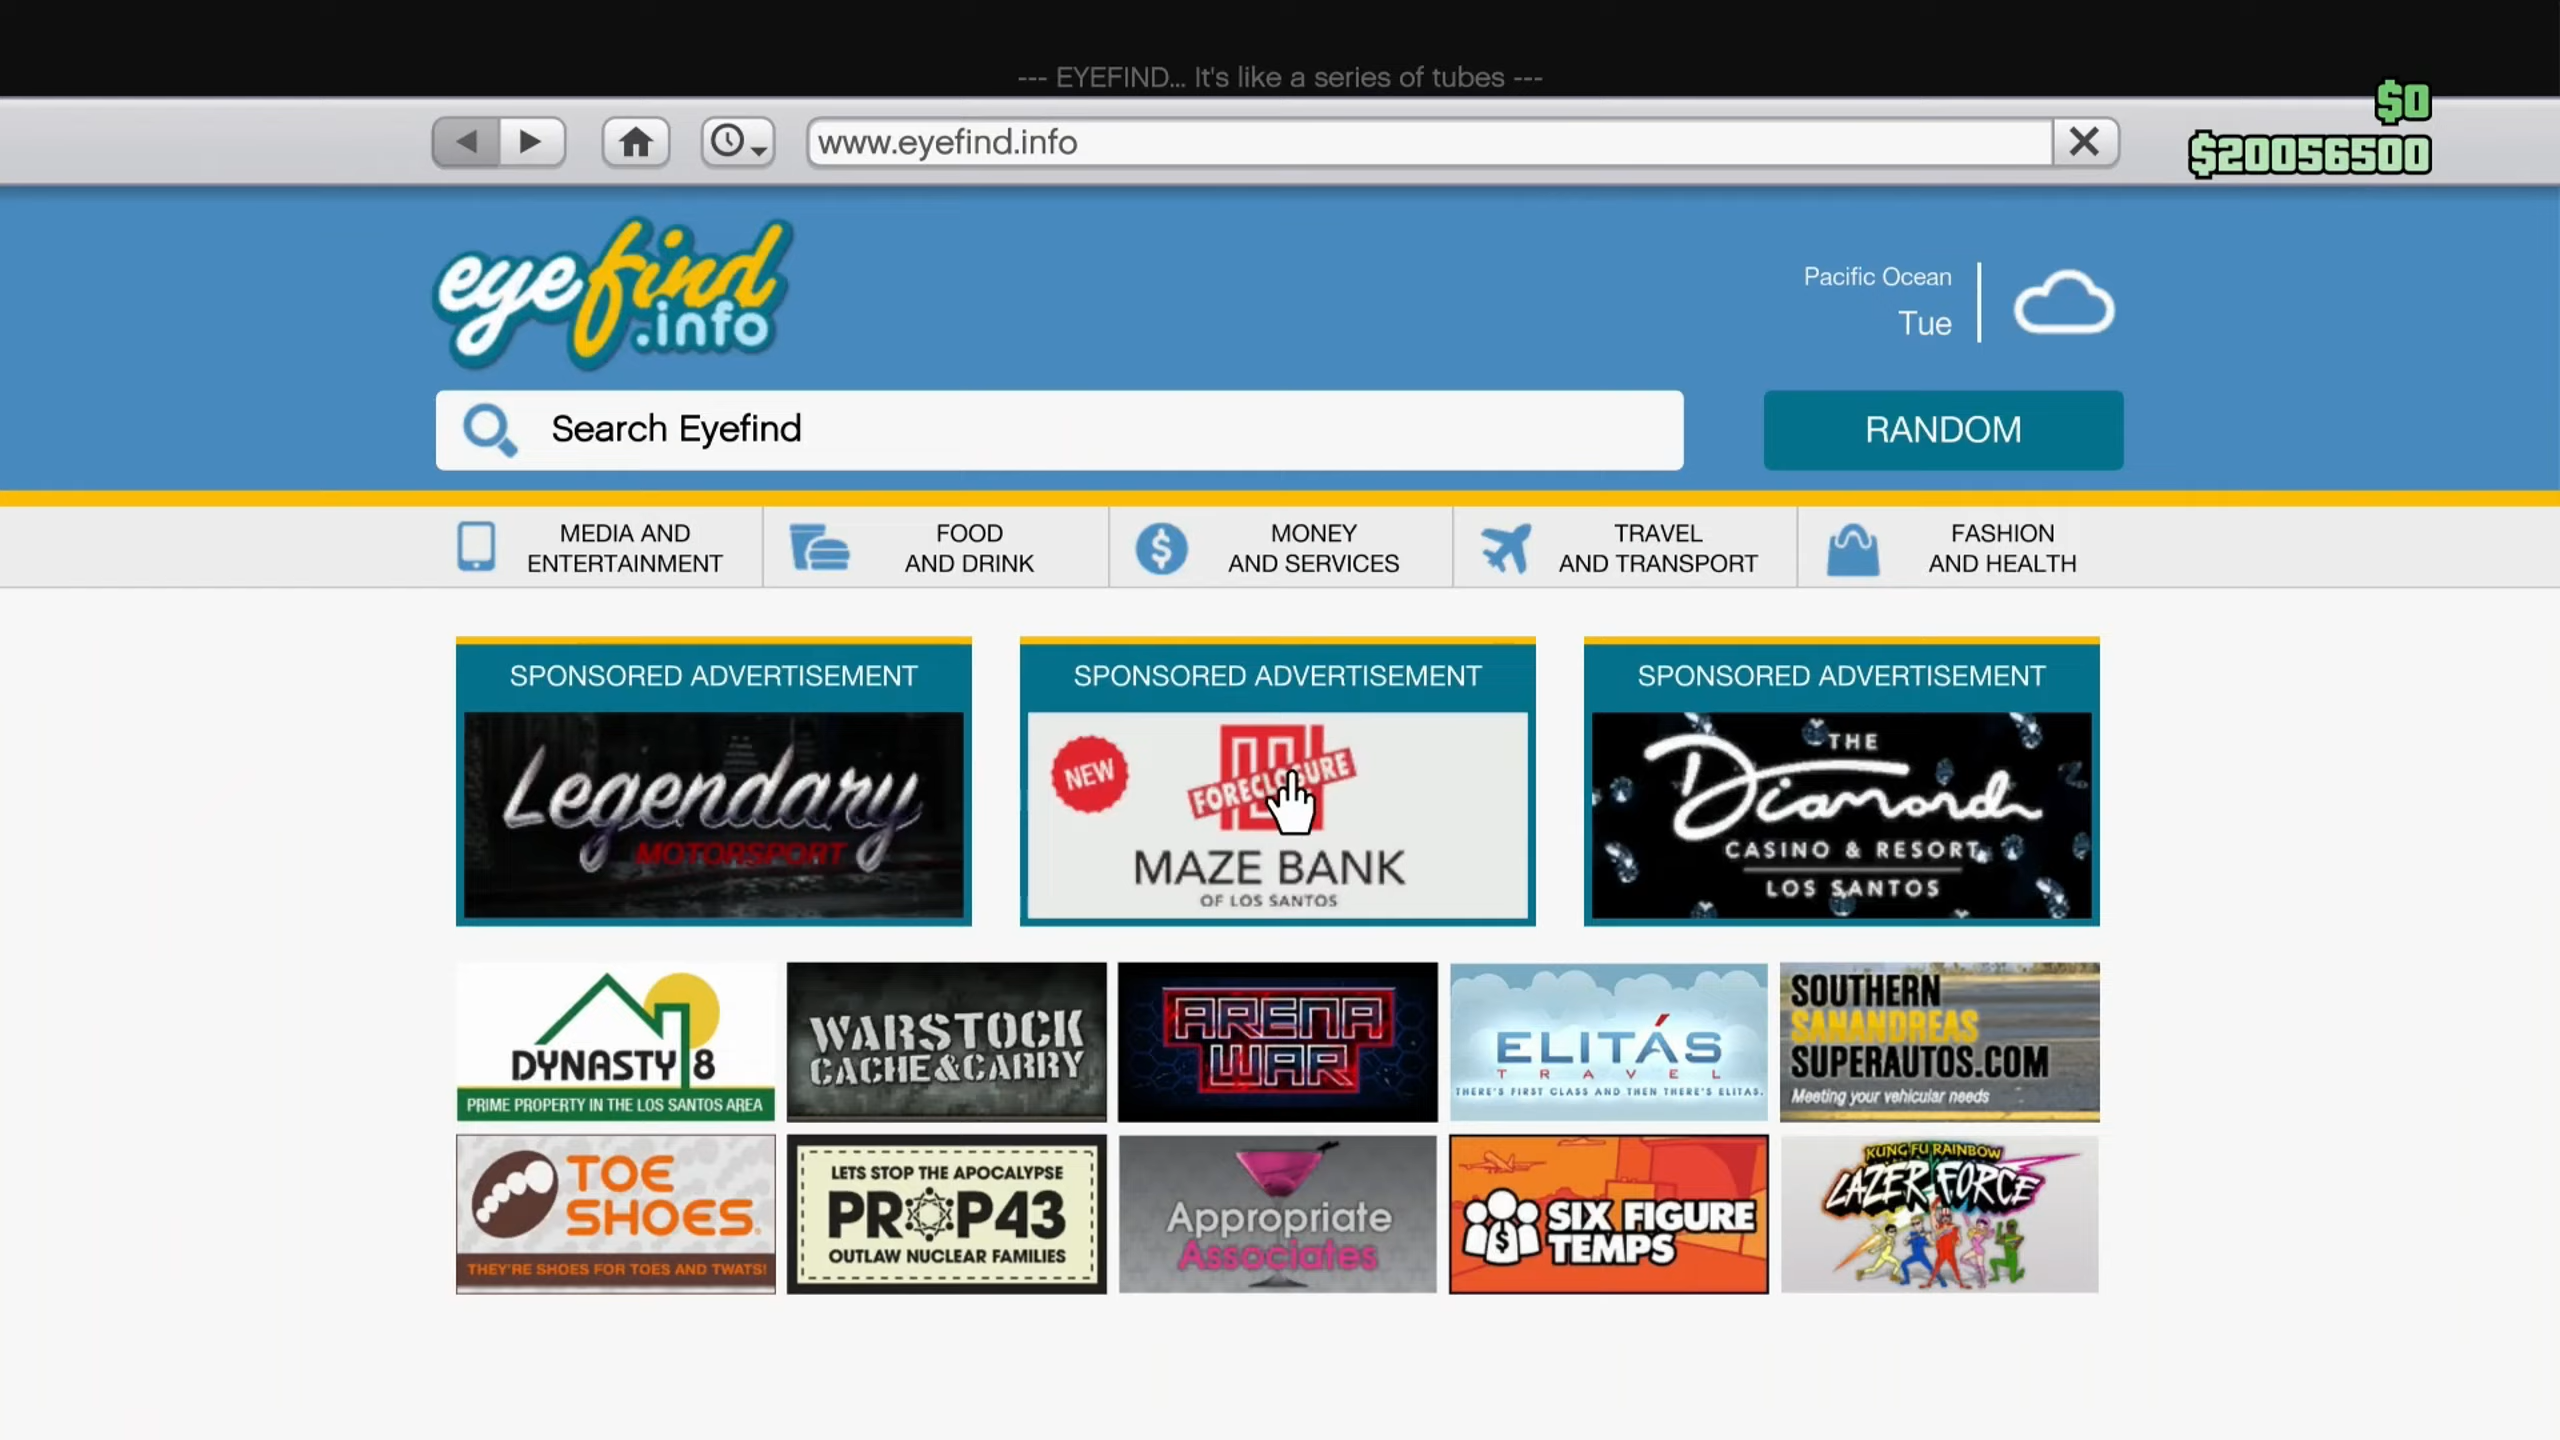 --- EYEFIND... It's like a series of tubes ---
$0
www.eyefind.info
$20056500
eyefind
.info
Pacific Ocean
Tue
Search Eyefind
RANDOM
MEDIA AND
ENTERTAINMENT
FOOD
AND DRINK
MONEY
AND SERVICES
TRAVEL
AND TRANSPORT
FASHION
AND HEALTH
SPONSORED ADVERTISEMENT
Legendary
MOTORSPORT
SPONSORED ADVERTISEMENT
NEW
FORECLOSURE
MAZE BANK
OF LOS SANTOS
SPONSORED ADVERTISEMENT
THE
Diamond
CASINO & RESORT
LOS SANTOS
DYNASTY 8
PRIME PROPERTY IN THE LOS SANTOS AREA
WARSTOCK
CACHE & CARRY
ARENA
WAR
ELITÁS
TRAVEL
THERE'S FIRST CLASS AND THEN THERE'S ELITAS.
SOUTHERN
SANANDREAS
SUPERAUTOS.COM
Meeting your vehicular needs
TOE
SHOES
THEY'RE SHOES FOR TOES AND TWATS!
LETS STOP THE APOCALYPSE
PROP43
OUTLAW NUCLEAR FAMILIES
Appropriate
Associates
$
SIX FIGURE
TEMPS
KUNG FU RAINBOW
LAZER FORCE